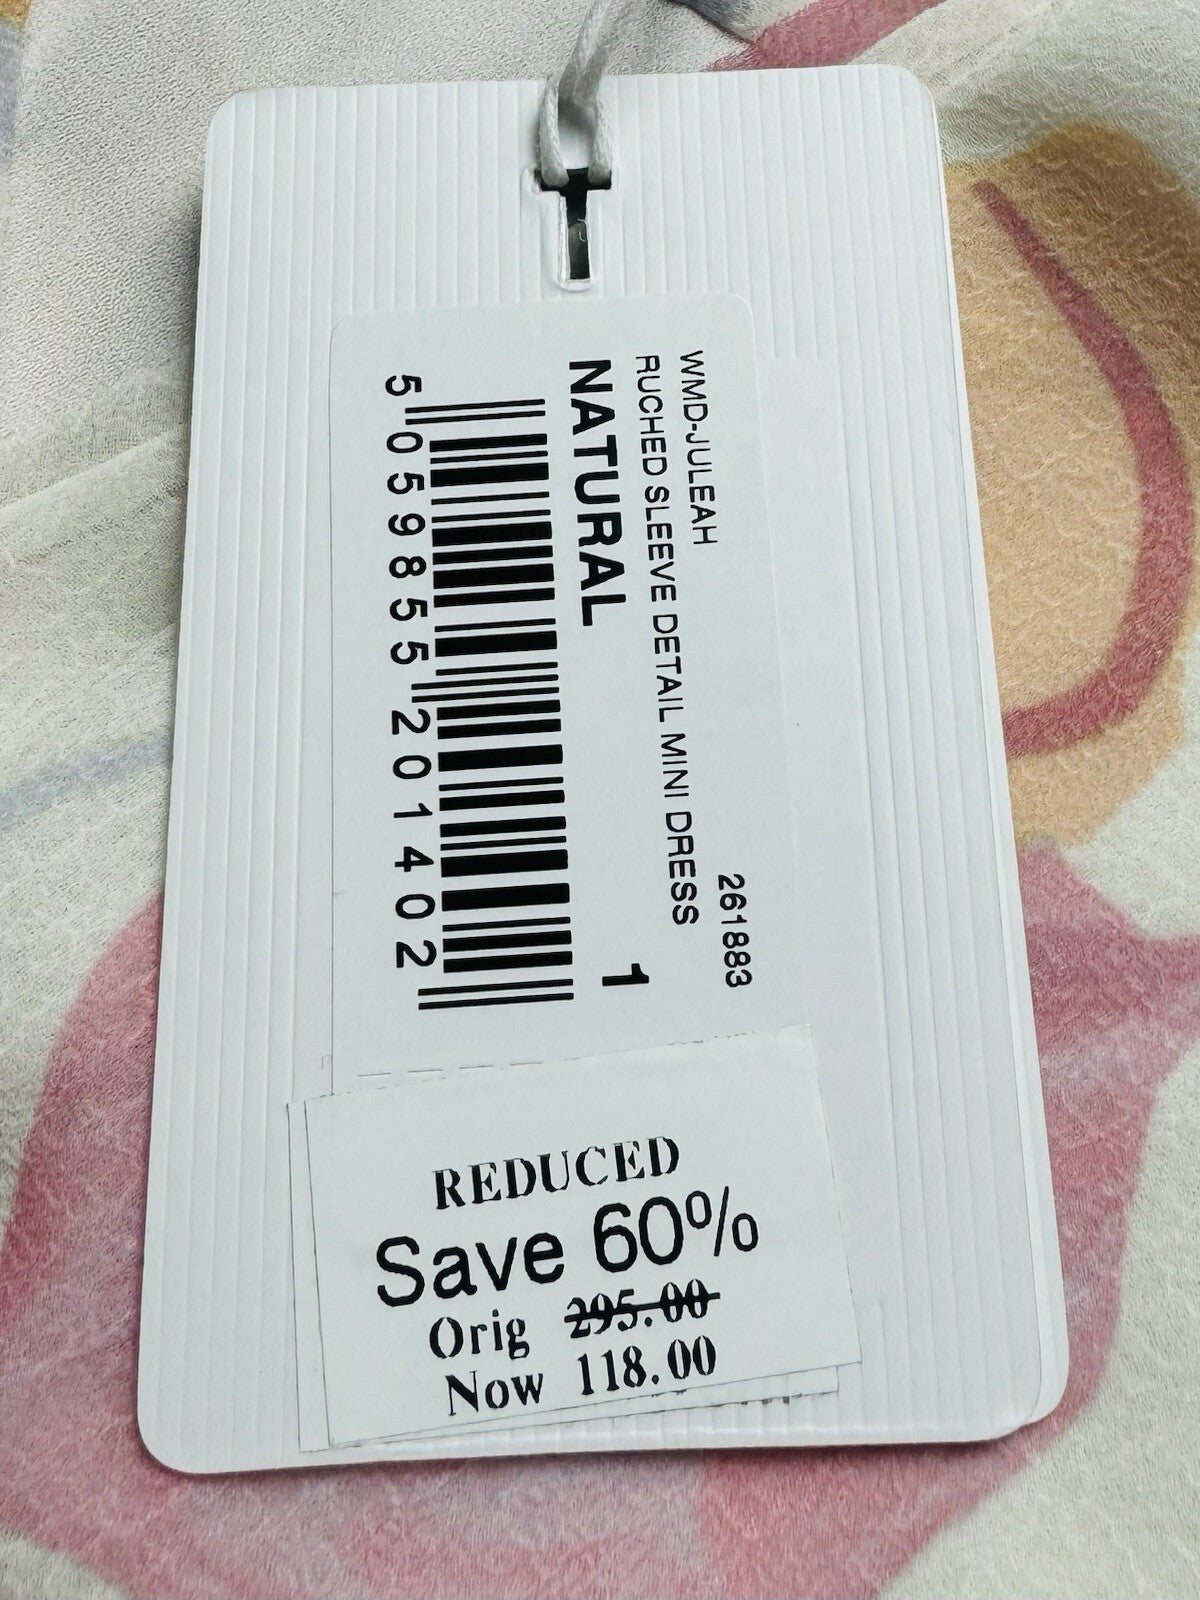 261883
WMD-JULEAH
RUCHED SLEEVE DETAIL MINI DRESS
NATURAL 1
5 059855 201402
REDUCED
Save 60%
Orig 295.00
Now 118.00